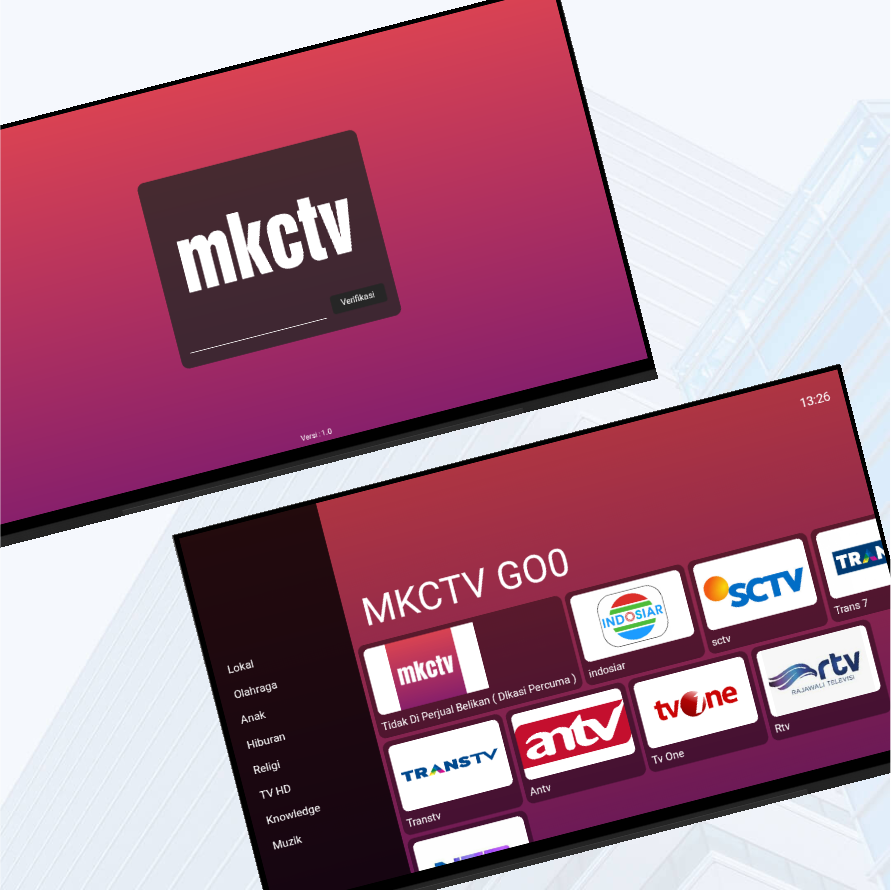 mkctv
Verifikasi
Versi : 1.0
13:26
MKCTV GO0
Lokal
Olahraga
Anak
Hiburan
Religi
TV HD
Knowledge
Muzik
mkctv
Tidak Di Perjual Belikan ( DIkasi Percuma )
INDOSIAR
indosiar
SCTV
sctv
TRAN
Trans 7
TRANSTV
Transtv
antv
Antv
tvOne
Tv One
rtv
RAJAWALI TELEVISI
Rtv